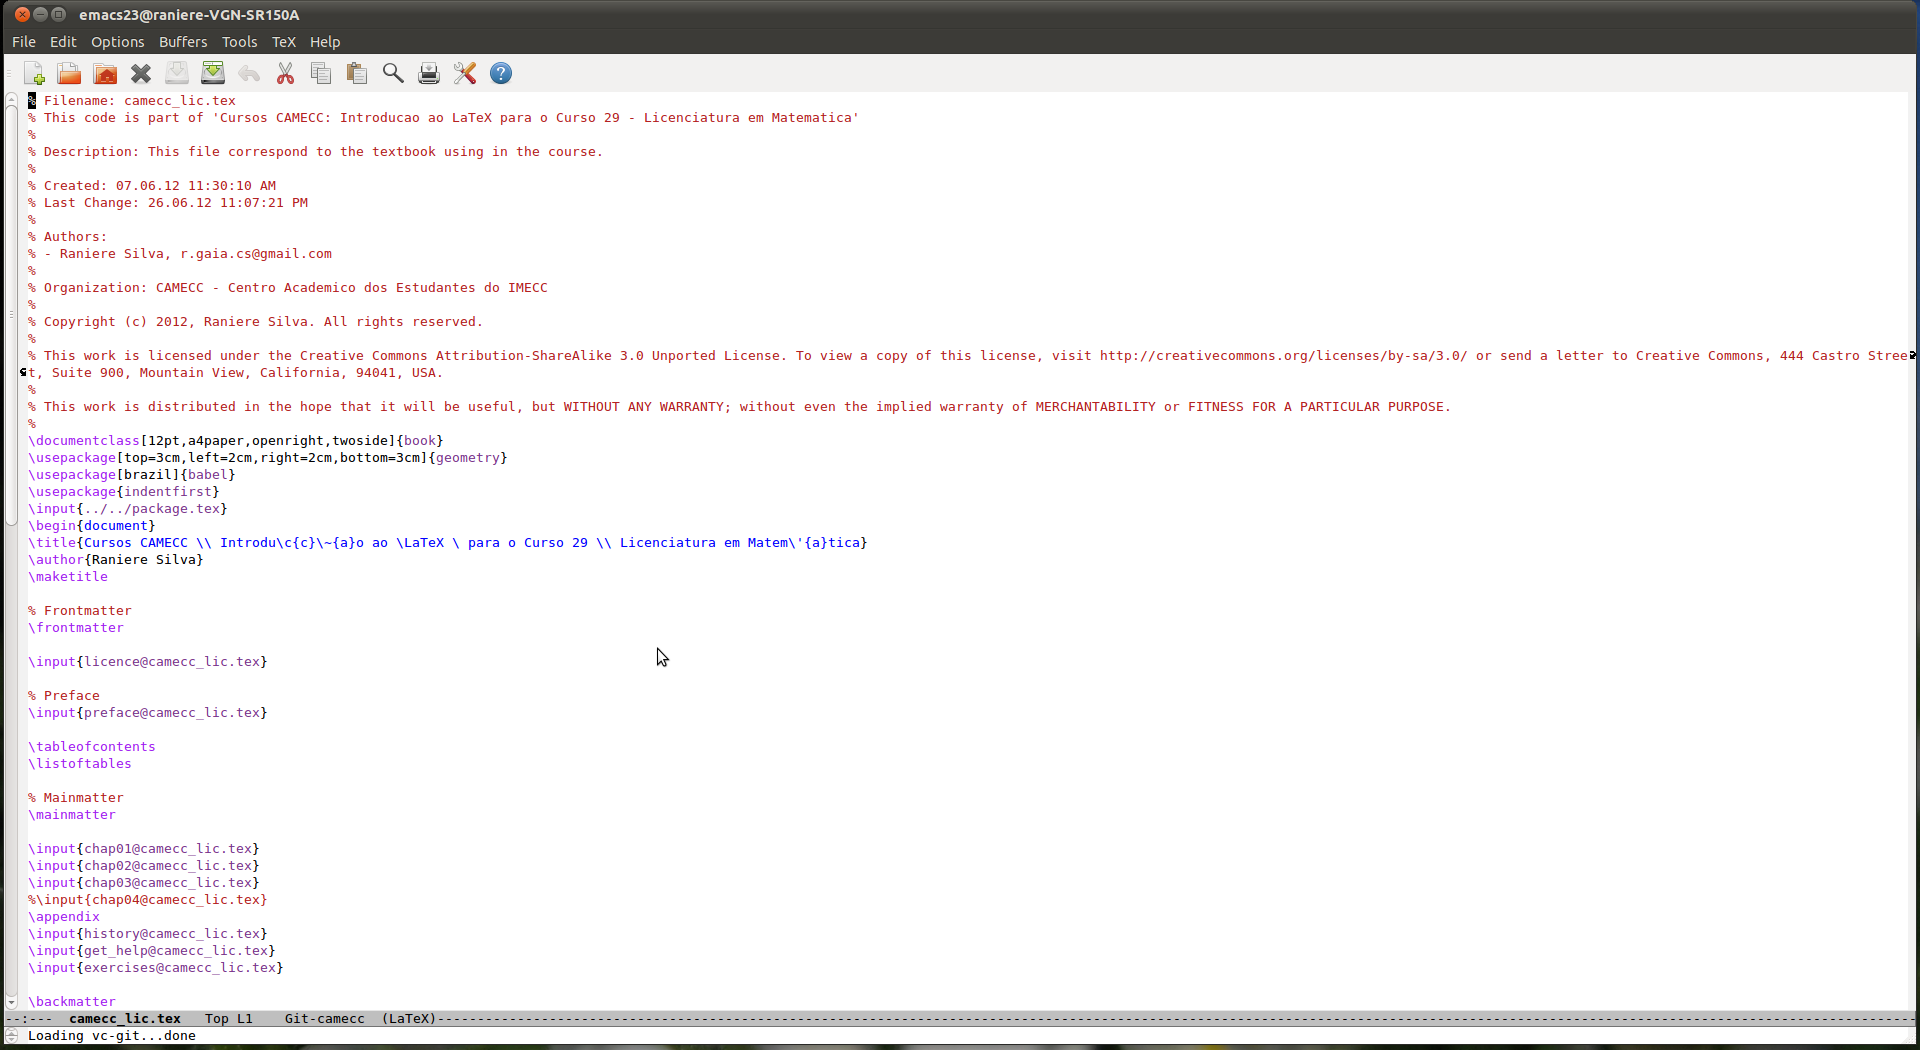 emacs23@raniere-VGN-SR150A
File Edit Options Buffers Tools TeX Help
% Filename: camecc_lic.tex
% This code is part of 'Cursos CAMECC: Introducao ao LaTeX para o Curso 29 - Licenciatura em Matematica'
%
% Description: This file correspond to the textbook using in the course.
%
% Created: 07.06.12 11:30:10 AM
% Last Change: 26.06.12 11:07:21 PM
%
% Authors:
% - Raniere Silva, r.gaia.cs@gmail.com
%
% Organization: CAMECC - Centro Academico dos Estudantes do IMECC
%
% Copyright (c) 2012, Raniere Silva. All rights reserved.
%
% This work is licensed under the Creative Commons Attribution-ShareAlike 3.0 Unported License. To view a copy of this license, visit http://creativecommons.org/licenses/by-sa/3.0/ or send a letter to Creative Commons, 444 Castro Stree
t, Suite 900, Mountain View, California, 94041, USA.
%
% This work is distributed in the hope that it will be useful, but WITHOUT ANY WARRANTY; without even the implied warranty of MERCHANTABILITY or FITNESS FOR A PARTICULAR PURPOSE.
%
\documentclass[12pt,a4paper,openright,twoside]{book}
\usepackage[top=3cm,left=2cm,right=2cm,bottom=3cm]{geometry}
\usepackage[brazil]{babel}
\usepackage{indentfirst}
\input{../../package.tex}
\begin{document}
\title{Cursos CAMECC \\ Introdu\c{c}\~{a}o ao \LaTeX \ para o Curso 29 \\ Licenciatura em Matem\'{a}tica}
\author{Raniere Silva}
\maketitle
% Frontmatter
\frontmatter
\input{licence@camecc_lic.tex}
% Preface
\input{preface@camecc_lic.tex}
\tableofcontents
\listoftables
% Mainmatter
\mainmatter
\input{chap01@camecc_lic.tex}
\input{chap02@camecc_lic.tex}
\input{chap03@camecc_lic.tex}
%\input{chap04@camecc_lic.tex}
\appendix
\input{history@camecc_lic.tex}
\input{get_help@camecc_lic.tex}
\input{exercises@camecc_lic.tex}
\backmatter
--:--- camecc_lic.tex Top L1 Git-camecc (LaTeX)
Loading vc-git...done